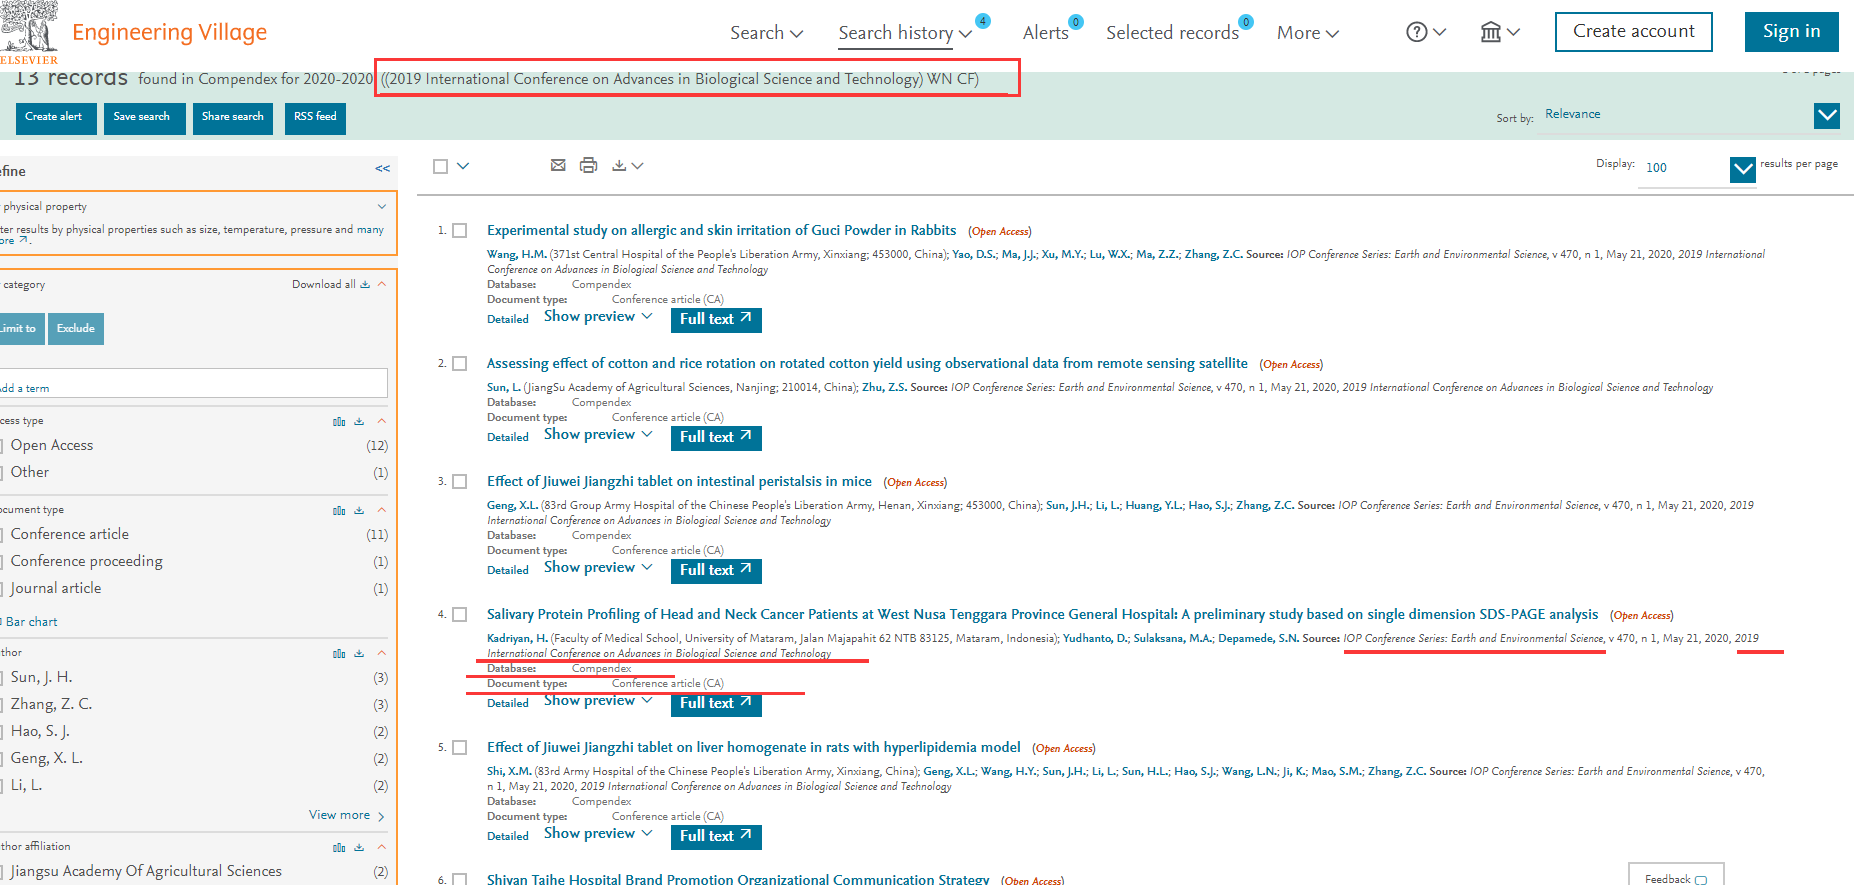 ELSEVIER
Engineering Village
Search
Search history 4
Alerts 0
Selected records 0
More
Create account
Sign in
13 records found in Compendex for 2020-2020 ((2019 International Conference on Advances in Biological Science and Technology) WN CF)
Create alert
Save search
Share search
RSS feed
Sort by: Relevance
efine
<<
Display: 100 results per page
physical property
ter results by physical properties such as size, temperature, pressure and many
ore
category
Download all
Limit to
Exclude
Add a term
cess type
Open Access (12)
Other (1)
ocument type
Conference article (11)
Conference proceeding (1)
Journal article (1)
Bar chart
thor
Sun, J. H. (3)
Zhang, Z. C. (3)
Hao, S. J. (2)
Geng, X. L. (2)
Li, L. (2)
View more
thor affiliation
Jiangsu Academy Of Agricultural Sciences (2)
1. Experimental study on allergic and skin irritation of Guci Powder in Rabbits (Open Access)
Wang, H.M. (371st Central Hospital of the People's Liberation Army, Xinxiang; 453000, China); Yao, D.S.; Ma, J.J.; Xu, M.Y.; Lu, W.X.; Ma, Z.Z.; Zhang, Z.C. Source: IOP Conference Series: Earth and Environmental Science, v 470, n 1, May 21, 2020, 2019 International
Conference on Advances in Biological Science and Technology
Database: Compendex
Document type: Conference article (CA)
Detailed Show preview Full text
2. Assessing effect of cotton and rice rotation on rotated cotton yield using observational data from remote sensing satellite (Open Access)
Sun, L. (JiangSu Academy of Agricultural Sciences, Nanjing; 210014, China); Zhu, Z.S. Source: IOP Conference Series: Earth and Environmental Science, v 470, n 1, May 21, 2020, 2019 International Conference on Advances in Biological Science and Technology
Database: Compendex
Document type: Conference article (CA)
Detailed Show preview Full text
3. Effect of Jiuwei Jiangzhi tablet on intestinal peristalsis in mice (Open Access)
Geng, X.L. (83rd Group Army Hospital of the Chinese People's Liberation Army, Henan, Xinxiang; 453000, China); Sun, J.H.; Li, L.; Huang, Y.L.; Hao, S.J.; Zhang, Z.C. Source: IOP Conference Series: Earth and Environmental Science, v 470, n 1, May 21, 2020, 2019
International Conference on Advances in Biological Science and Technology
Database: Compendex
Document type: Conference article (CA)
Detailed Show preview Full text
4. Salivary Protein Profiling of Head and Neck Cancer Patients at West Nusa Tenggara Province General Hospital: A preliminary study based on single dimension SDS-PAGE analysis (Open Access)
Kadriyan, H. (Faculty of Medical School, University of Mataram, Jalan Majapahit 62 NTB 83125, Mataram, Indonesia); Yudhanto, D.; Sulaksana, M.A.; Depamede, S.N. Source: IOP Conference Series: Earth and Environmental Science, v 470, n 1, May 21, 2020, 2019
International Conference on Advances in Biological Science and Technology
Database: Compendex
Document type: Conference article (CA)
Detailed Show preview Full text
5. Effect of Jiuwei Jiangzhi tablet on liver homogenate in rats with hyperlipidemia model (Open Access)
Shi, X.M. (83rd Army Hospital of the Chinese People's Liberation Army, Xinxiang, China); Geng, X.L.; Wang, H.Y.; Sun, J.H.; Li, L.; Sun, H.L.; Hao, S.J.; Wang, L.N.; Ji, K.; Mao, S.M.; Zhang, Z.C. Source: IOP Conference Series: Earth and Environmental Science, v 470,
n 1, May 21, 2020, 2019 International Conference on Advances in Biological Science and Technology
Database: Compendex
Document type: Conference article (CA)
Detailed Show preview Full text
6. Shiyan Taihe Hospital Brand Promotion Organizational Communication Strategy (Open Access)
Feedback